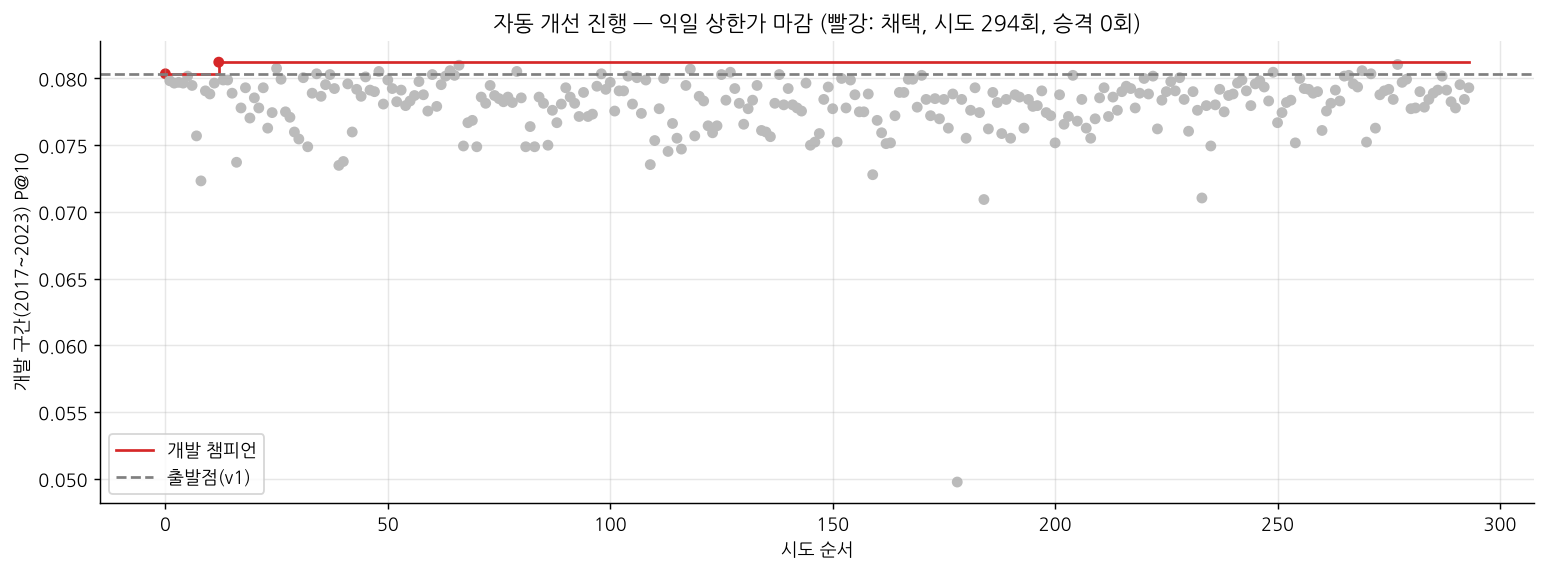 자동 개선 진행 — 익일 상한가 마감 (빨강: 채택, 시도 294회, 승격 0회)
개발 구간(2017~2023) P@10
0.080
0.075
0.070
0.065
0.060
0.055
0.050
개발 챔피언
출발점(v1)
0 50 100 150 200 250 300
시도 순서